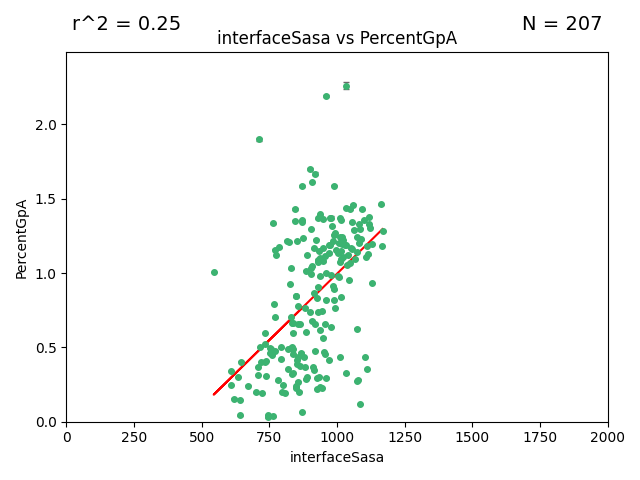 r^2 = 0.25
N = 207
interfaceSasa vs PercentGpA
PercentGpA
2.0
1.5
1.0
0.5
0.0
0 250 500 750 1000 1250 1500 1750 2000
interfaceSasa